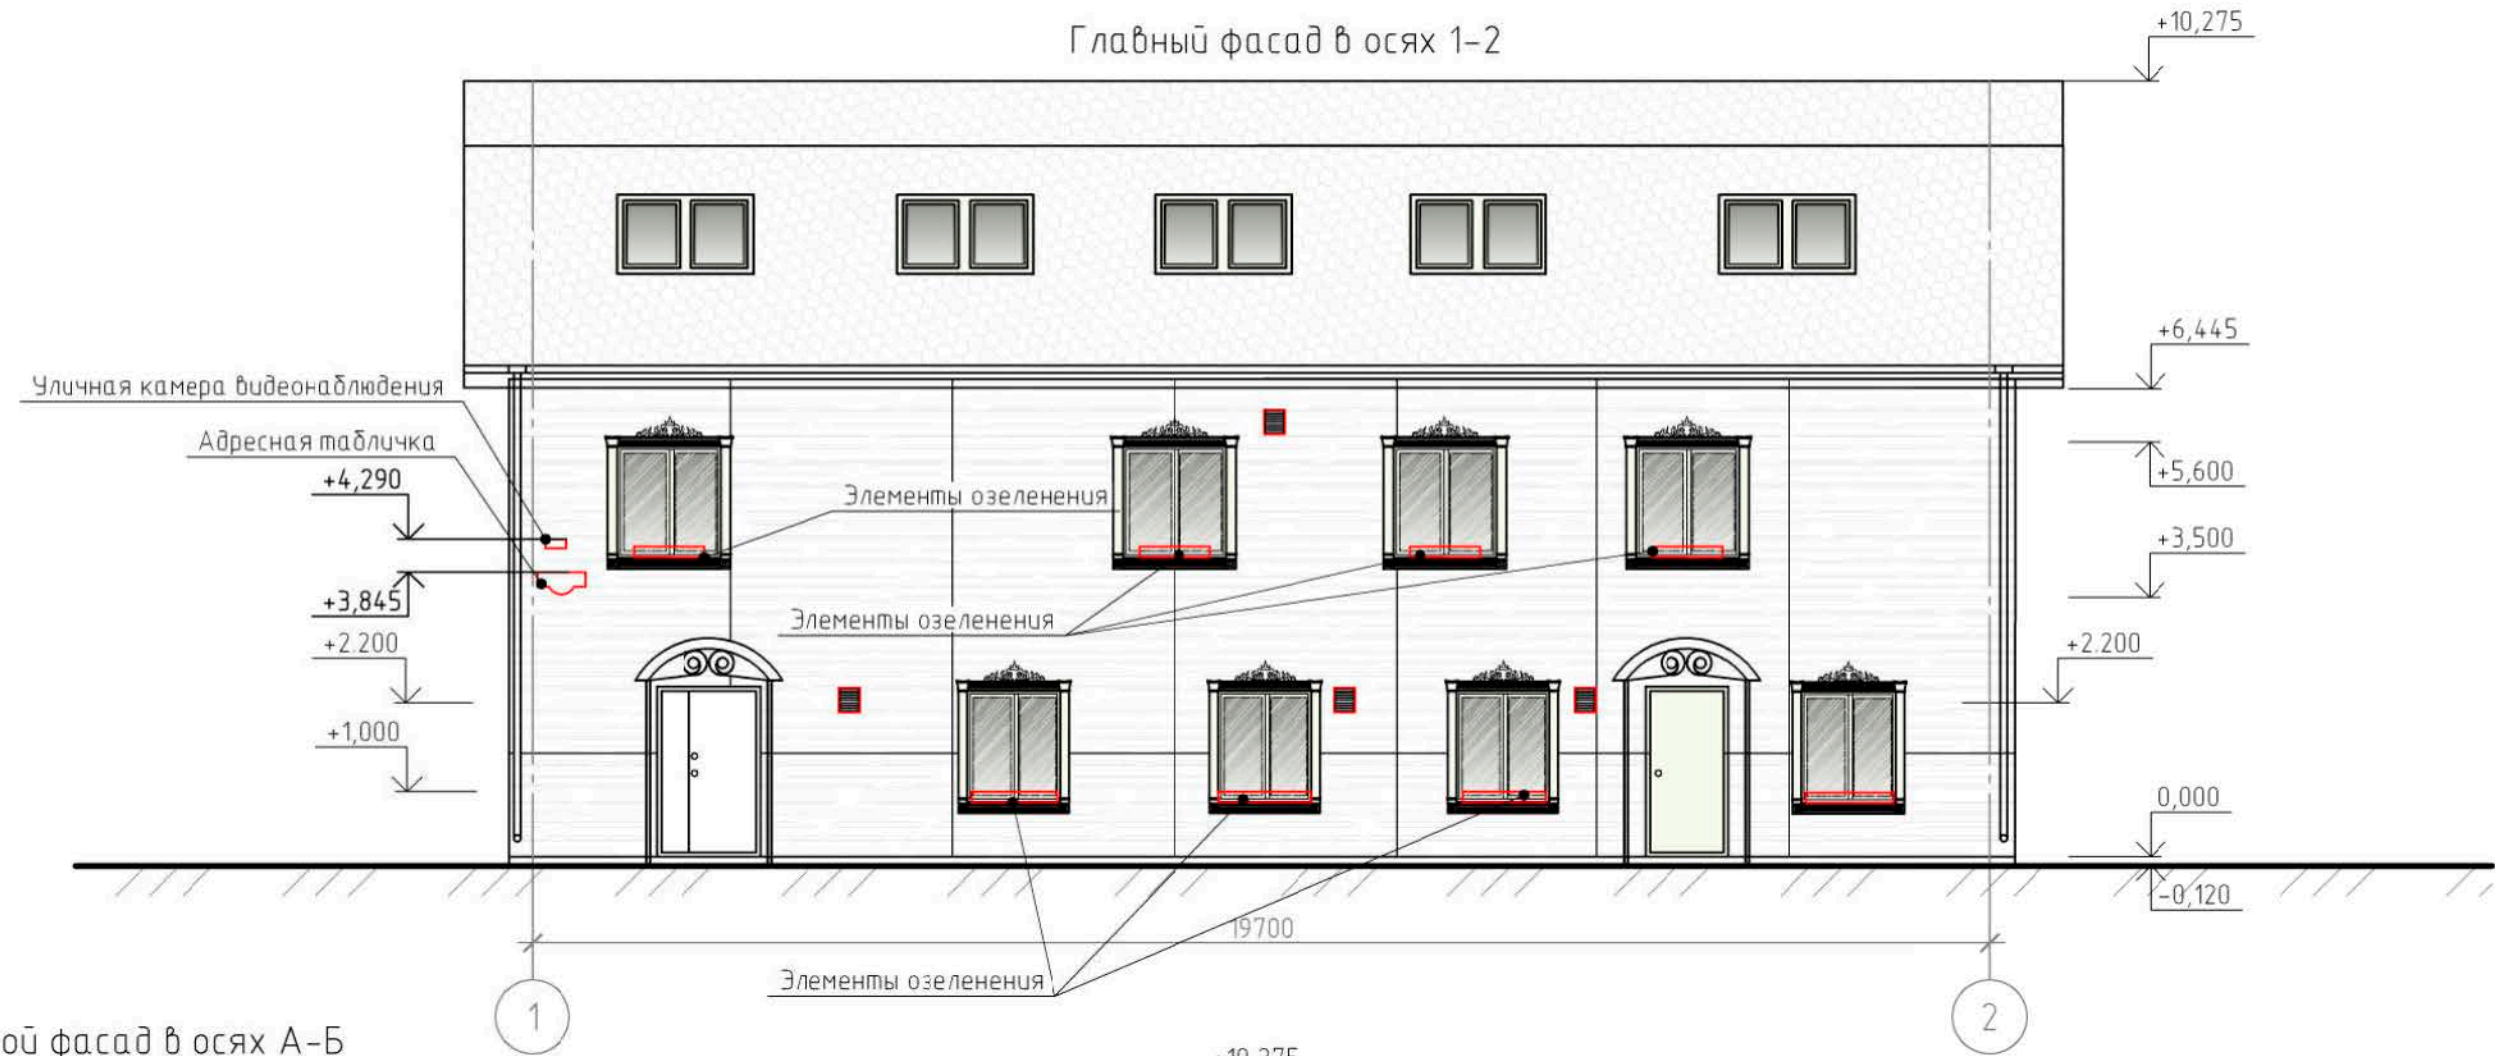 Главный фасад в осях 1-2
+10,275
+6,445
Уличная камера видеонаблюдения
Адресная табличка
+4,290
+5,600
Элементы озеленения
+3,500
+3,845
Элементы озеленения
+2.200
+2.200
+1,000
0,000
-0,120
19700
Элементы озеленения
1
2
ой фасад в осях А-Б